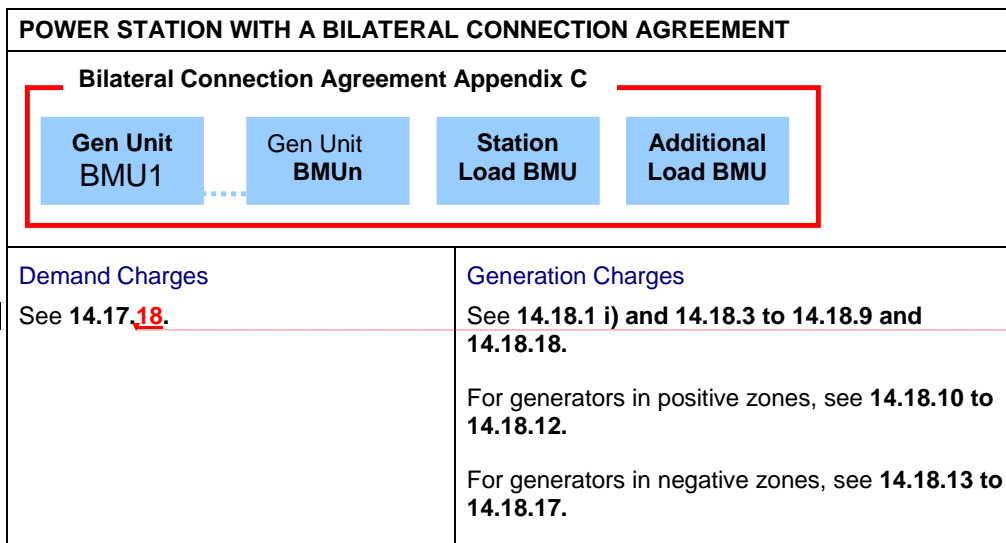 POWER STATION WITH A BILATERAL CONNECTION AGREEMENT
Bilateral Connection Agreement Appendix C
Gen Unit
BMU1
Gen Unit
BMUn
Station
Load BMU
Additional
Load BMU
Demand Charges
See 14.17.18.
Generation Charges
See 14.18.1 i) and 14.18.3 to 14.18.9 and
14.18.18.
For generators in positive zones, see 14.18.10 to
14.18.12.
For generators in negative zones, see 14.18.13 to
14.18.17.